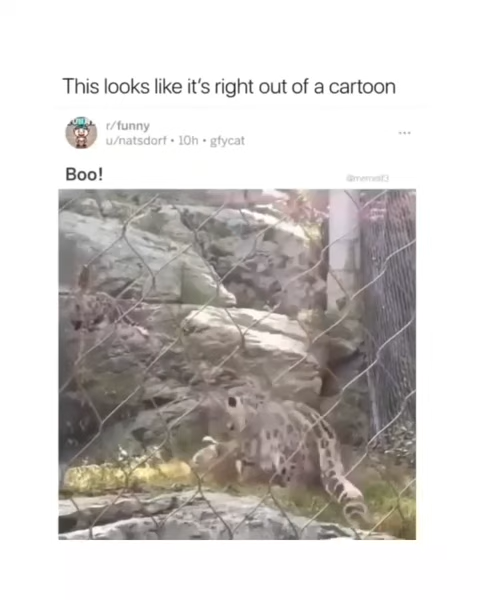 This looks like it's right out of a cartoon
r/funny
u/natsdorf • 10h • gfycat
Boo!